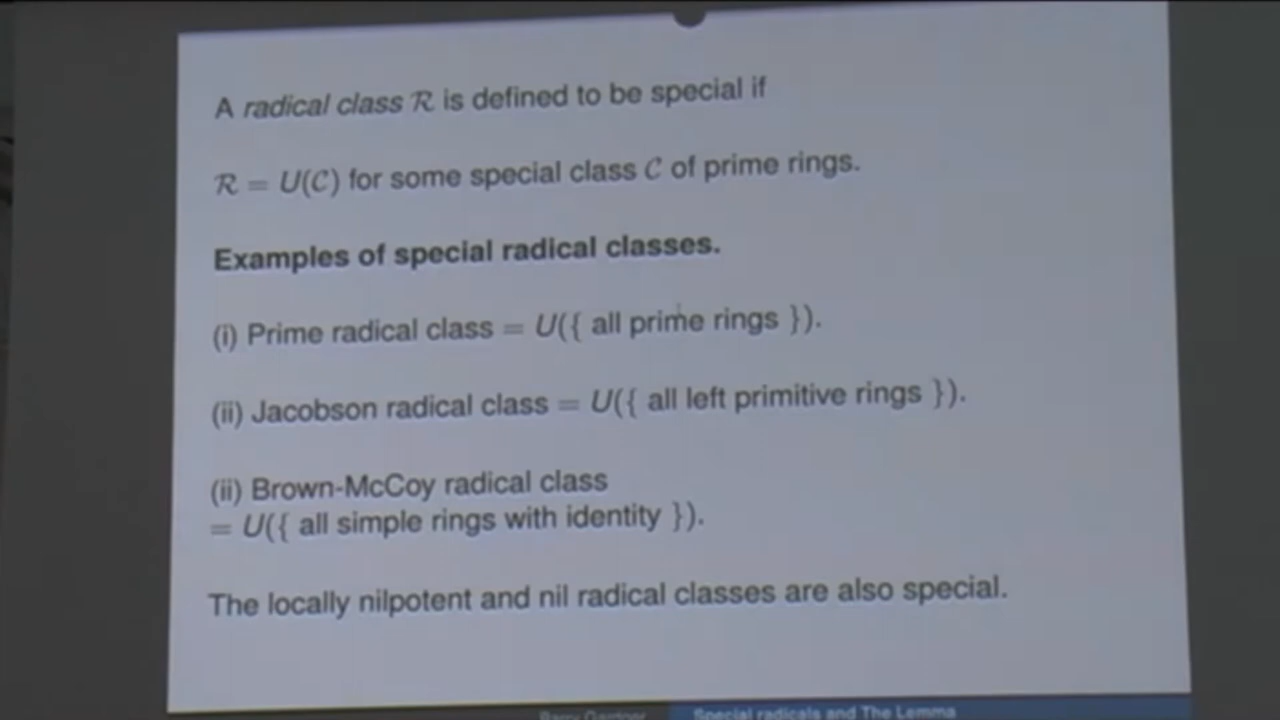 A radical class R is defined to be special if
R = U(C) for some special class C of prime rings.
Examples of special radical classes.
(i) Prime radical class = U({ all prime rings }).
(ii) Jacobson radical class = U({ all left primitive rings }).
(ii) Brown-McCoy radical class
= U({ all simple rings with identity }).
The locally nilpotent and nil radical classes are also special.
Special radicals and The Lemma